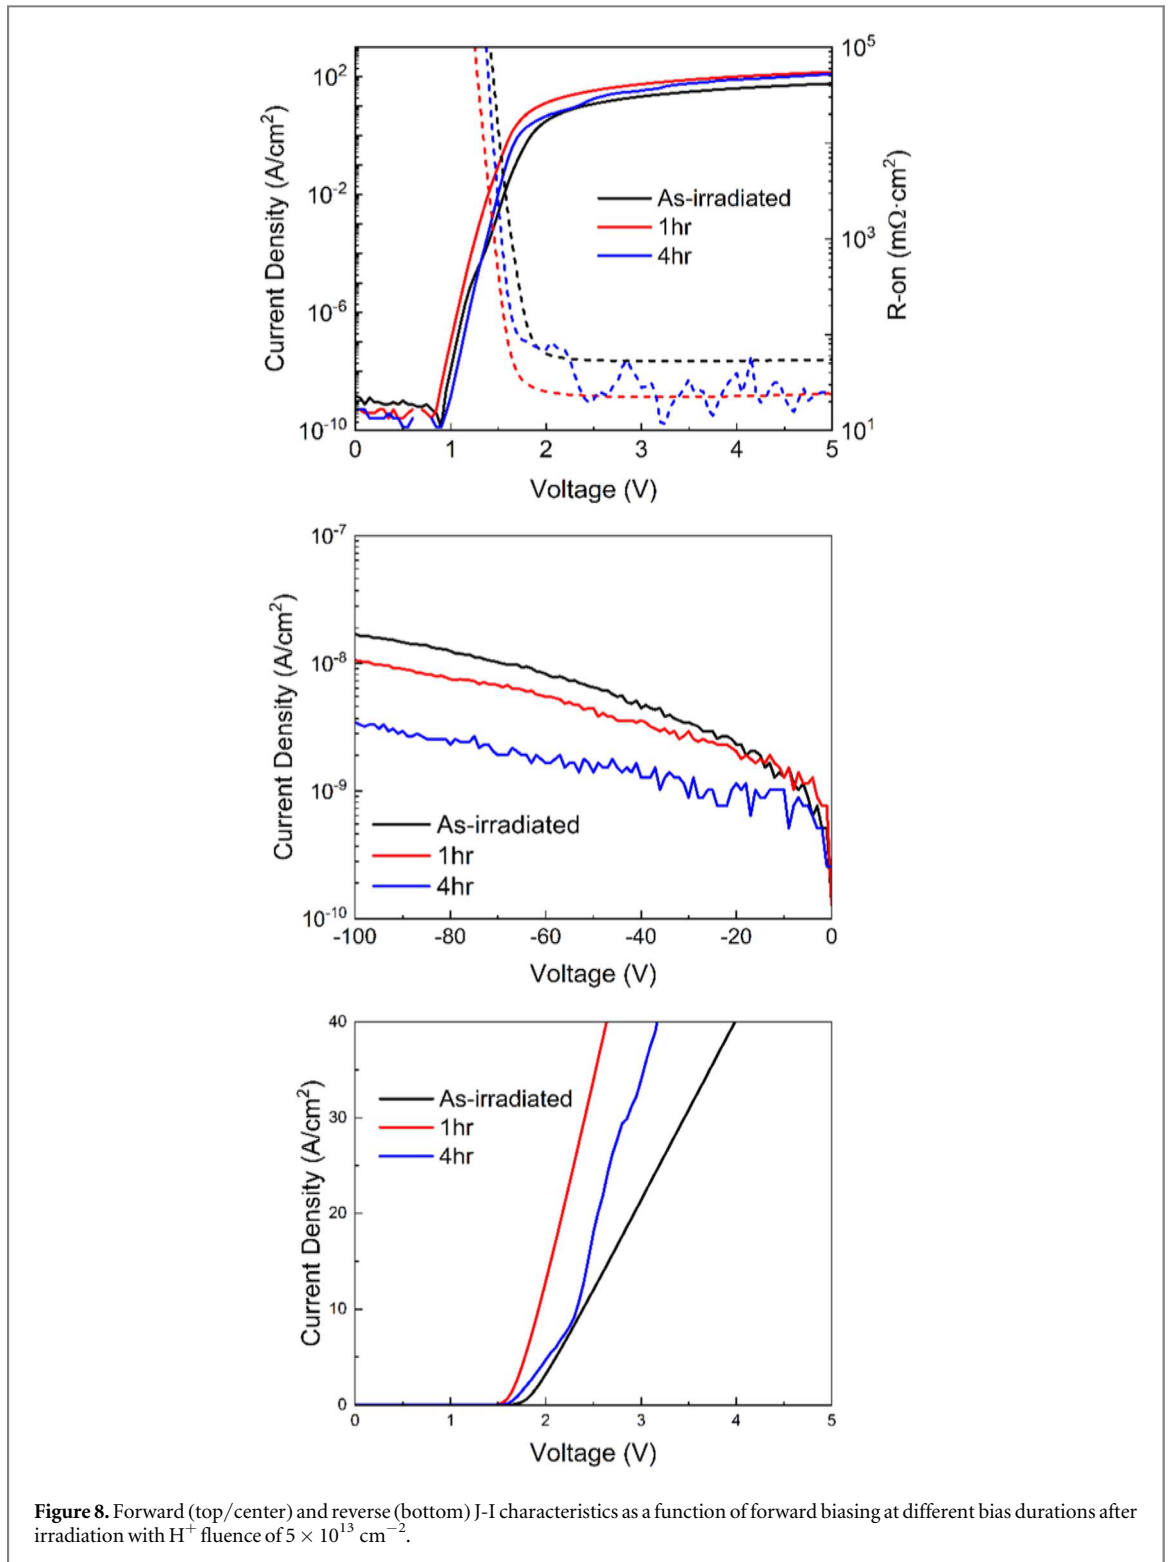 10²
10⁻²
10⁻⁶
10⁻¹⁰
Current Density (A/cm²)
10⁵
10³
10¹
R-on (mΩ·cm²)
As-irradiated
1hr
4hr
0 1 2 3 4 5
Voltage (V)
10⁻⁷
10⁻⁸
10⁻⁹
10⁻¹⁰
Current Density (A/cm²)
As-irradiated
1hr
4hr
-100 -80 -60 -40 -20 0
Voltage (V)
40
30
20
10
0
Current Density (A/cm²)
As-irradiated
1hr
4hr
0 1 2 3 4 5
Voltage (V)
Figure 8. Forward (top/center) and reverse (bottom) J-I characteristics as a function of forward biasing at different bias durations after
irradiation with H⁺ fluence of 5 × 10¹³ cm⁻².